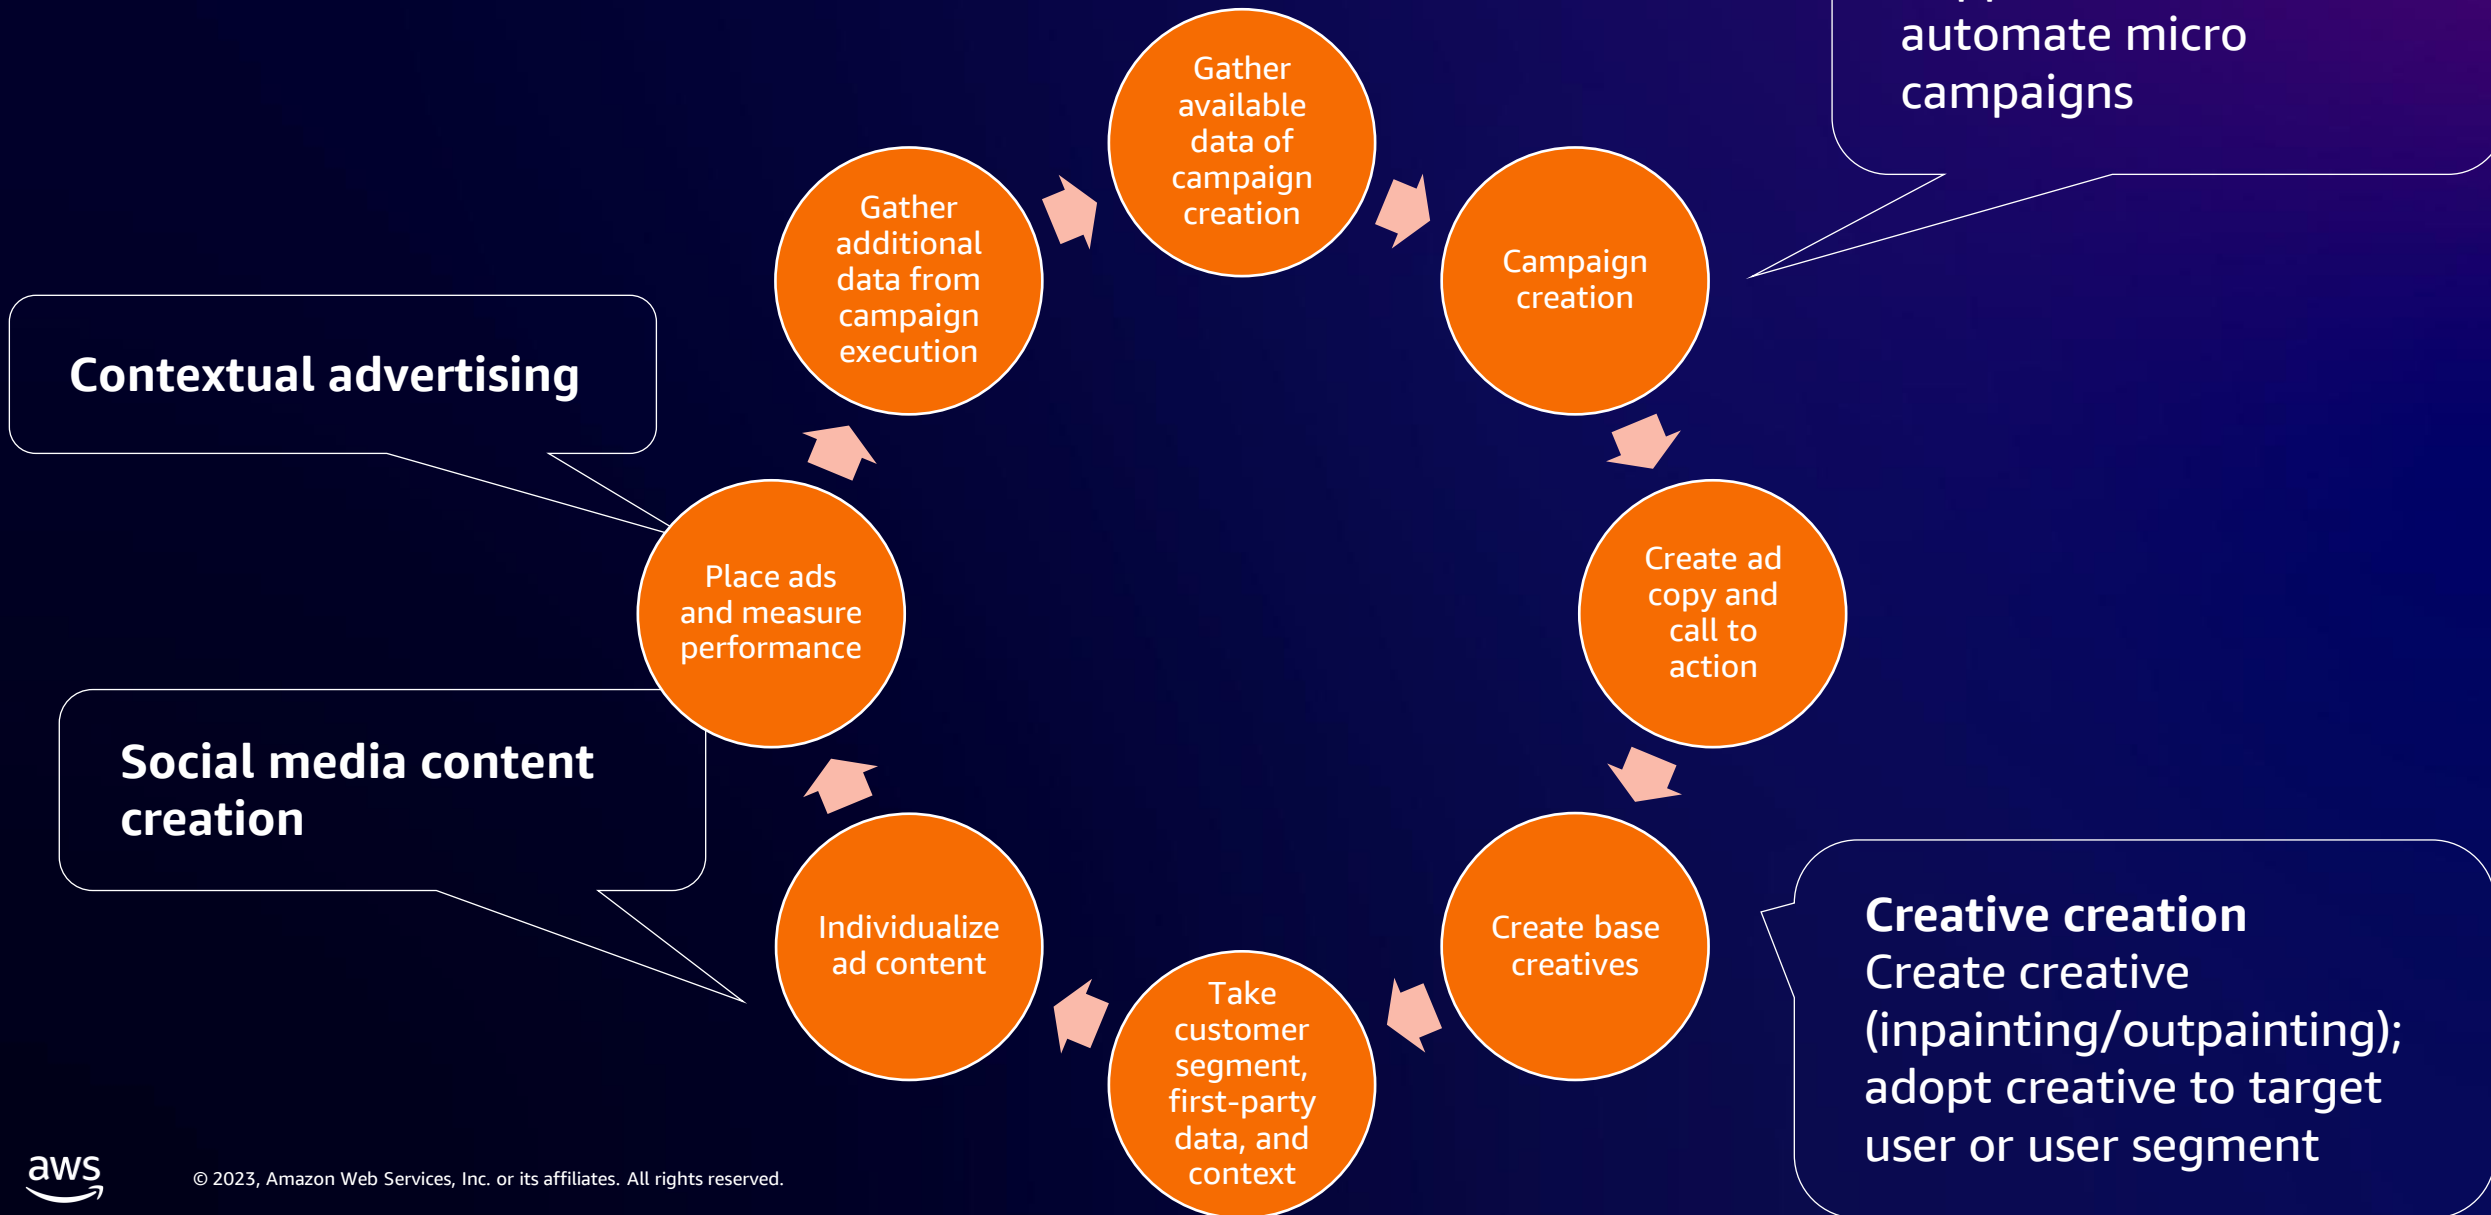 automate micro
campaigns
Gather
available
data of
campaign
creation
Campaign
creation
Create ad
copy and
call to
action
Create base
creatives
Take
customer
segment,
first-party
data, and
context
Individualize
ad content
Place ads
and measure
performance
Gather
additional
data from
campaign
execution
Contextual advertising
Social media content
creation
Creative creation
Create creative
(inpainting/outpainting);
adopt creative to target
user or user segment
aws
© 2023, Amazon Web Services, Inc. or its affiliates. All rights reserved.